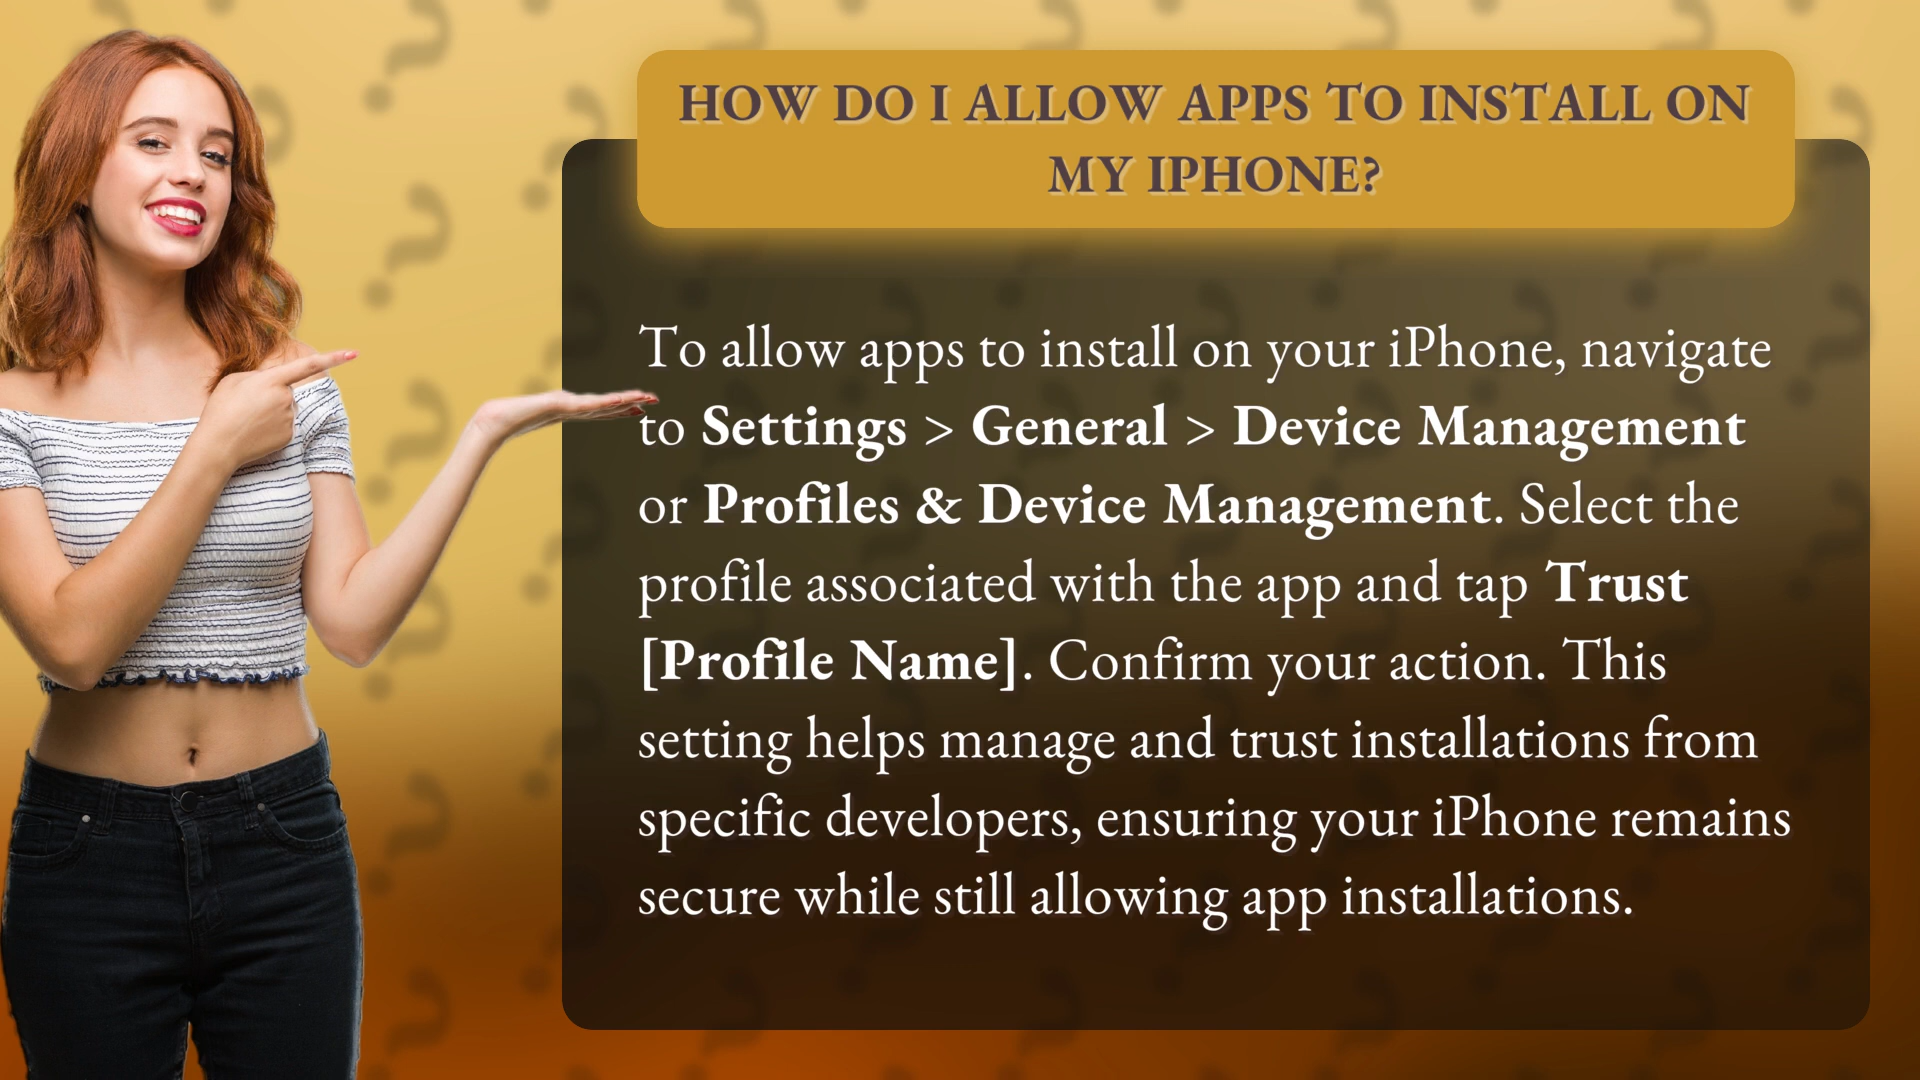 HOW DO I ALLOW APPS TO INSTALL ON
MY IPHONE?
To allow apps to install on your iPhone, navigate
to Settings > General > Device Management
or Profiles & Device Management. Select the
profile associated with the app and tap Trust
[Profile Name]. Confirm your action. This
setting helps manage and trust installations from
specific developers, ensuring your iPhone remains
secure while still allowing app installations.